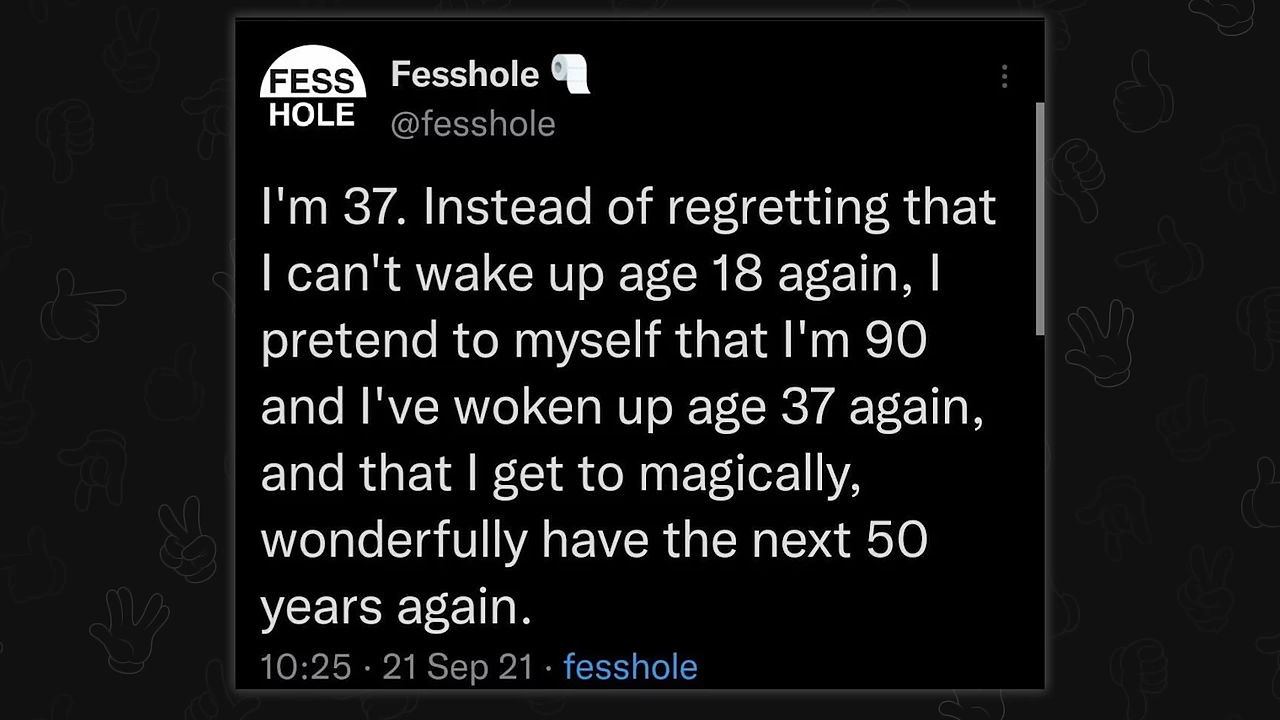 FESS
HOLE
Fesshole 🧻
@fesshole
I'm 37. Instead of regretting that
I can't wake up age 18 again, I
pretend to myself that I'm 90
and I've woken up age 37 again,
and that I get to magically,
wonderfully have the next 50
years again.
10:25 · 21 Sep 21 · fesshole